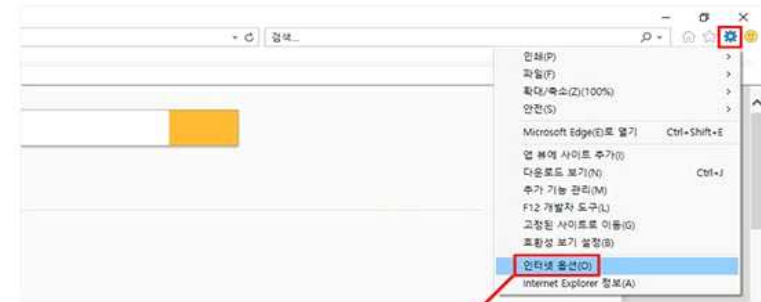 검색...
인쇄(P)
파일(F)
확대/축소(Z)(100%)
안전(S)
Microsoft Edge(E)로 열기 Ctrl+Shift+E
앱 뷰에 사이트 추가(I)
다운로드 보기(N) Ctrl+J
추가 기능 관리(M)
F12 개발자 도구(L)
고정된 사이트로 이동(G)
호환성 보기 설정(B)
인터넷 옵션(O)
Internet Explorer 정보(A)